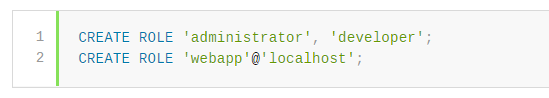 1 CREATE ROLE 'administrator', 'developer';
2 CREATE ROLE 'webapp'@'localhost';